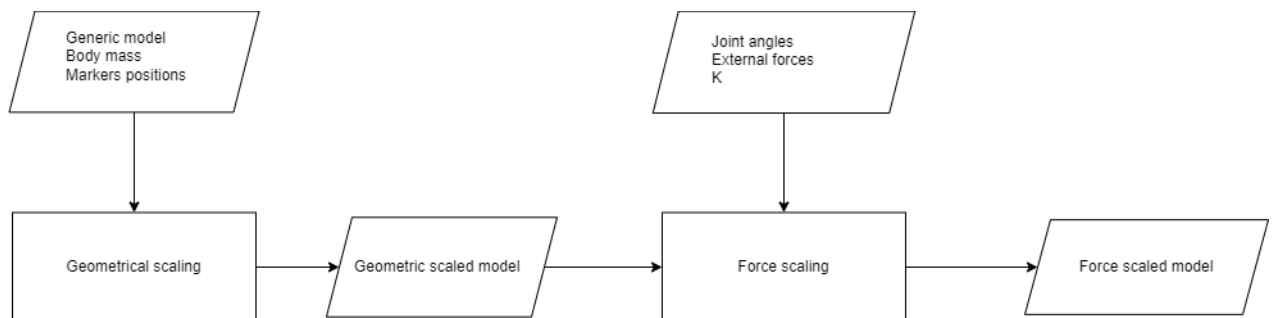 Generic model
Body mass
Markers positions
Joint angles
External forces
K
Geometrical scaling
Geometric scaled model
Force scaling
Force scaled model